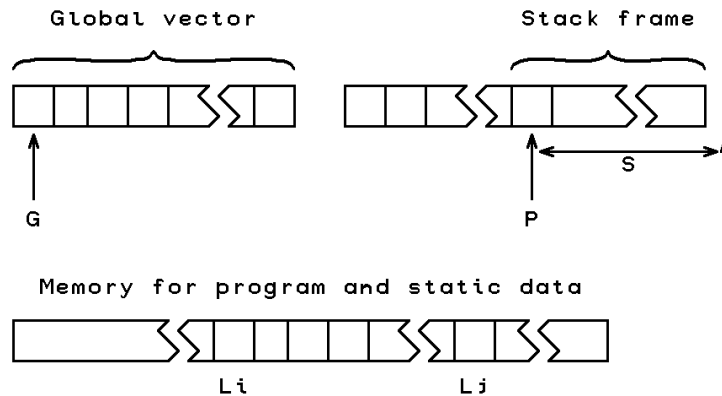 Global vector
Stack frame
S
G
P
Memory for program and static data
Li
Lj